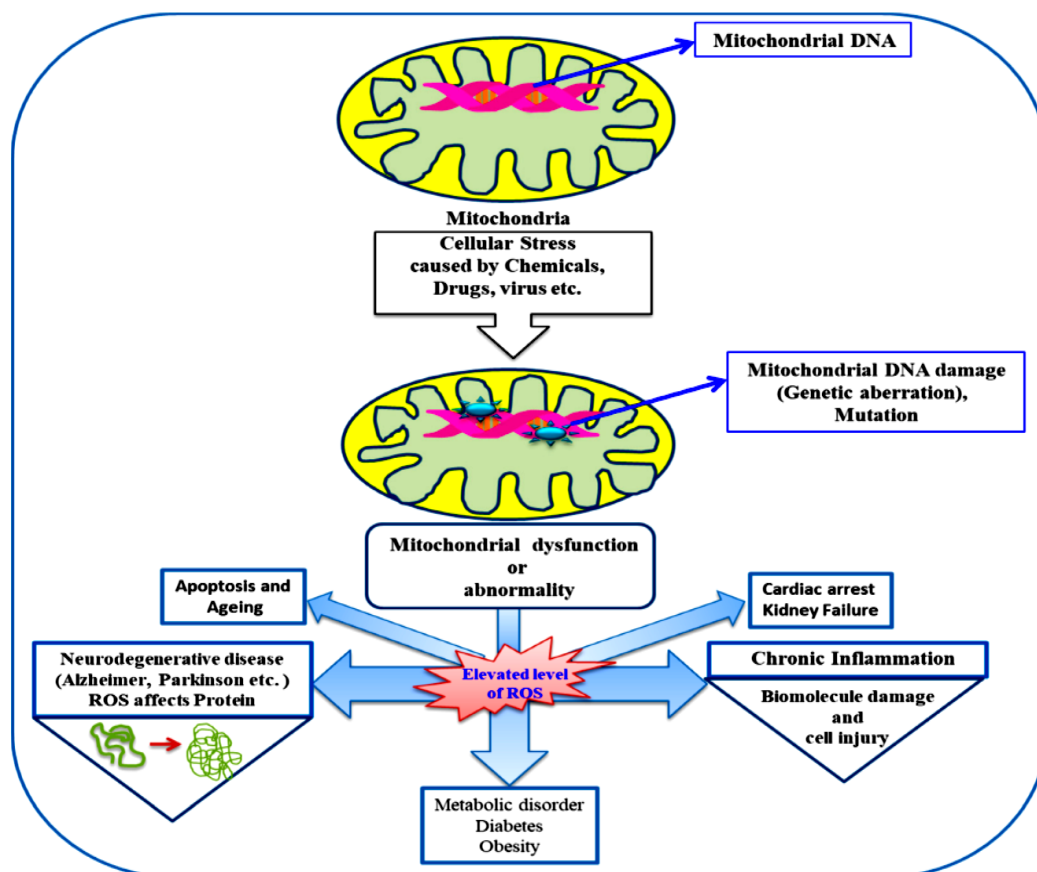 Mitochondrial DNA
Mitochondria
Cellular Stress
caused by Chemicals,
Drugs, virus etc.
Mitochondrial DNA damage
(Genetic aberration),
Mutation
Mitochondrial dysfunction
or
abnormality
Apoptosis and
Ageing
Cardiac arrest
Kidney Failure
Elevated level
of ROS
Neurodegenerative disease
(Alzheimer, Parkinson etc. )
ROS affects Protein
Chronic Inflammation
Biomolecule damage
and
cell injury
Metabolic disorder
Diabetes
Obesity